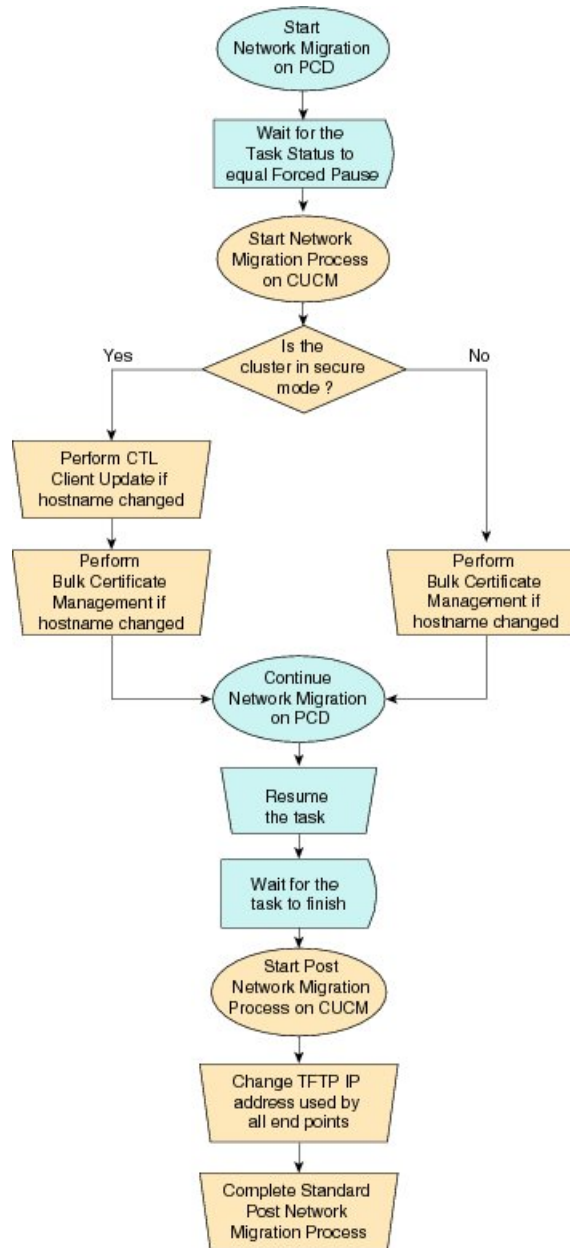 Start
Network Migration
on PCD
Wait for the
Task Status to
equal Forced Pause
Start Network
Migration Process
on CUCM
Is the
cluster in secure
mode ?
Yes
No
Perform CTL
Client Update if
hostname changed
Perform
Bulk Certificate
Management if
hostname changed
Perform
Bulk Certificate
Management if
hostname changed
Continue
Network Migration
on PCD
Resume
the task
Wait for the
task to finish
Start Post
Network Migration
Process on CUCM
Change TFTP IP
address used by
all end points
Complete Standard
Post Network
Migration Process